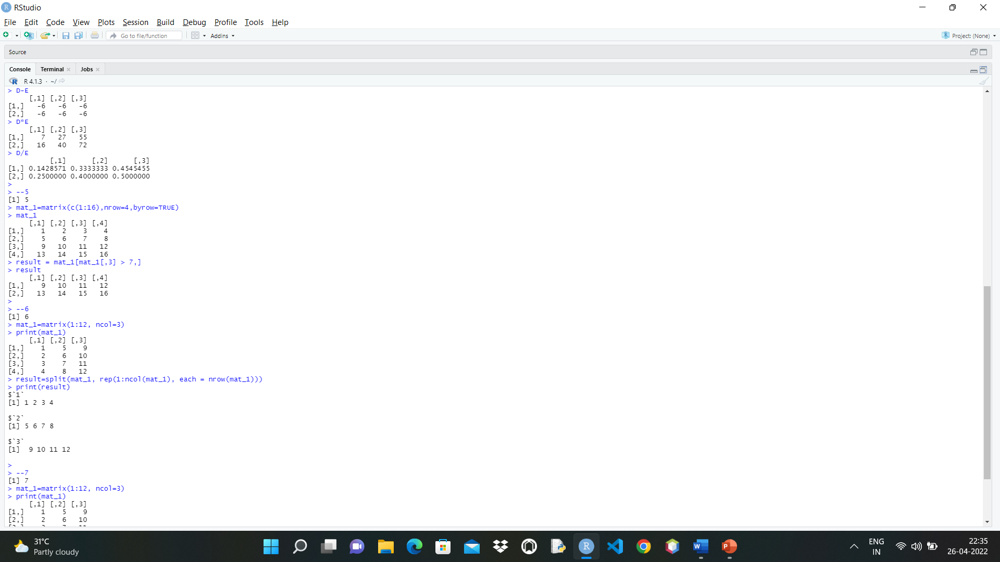 RStudio
File Edit Code View Plots Session Build Debug Profile Tools Help
Go to file/function Addins Project: (None)
Source
Console Terminal Jobs
R 4.1.3 · ~/
> D-E
     [,1] [,2] [,3]
[1,]   -6   -6   -6
[2,]   -6   -6   -6
> D*E
     [,1] [,2] [,3]
[1,]    7   27   55
[2,]   16   40   72
> D/E
          [,1]      [,2]      [,3]
[1,] 0.1428571 0.3333333 0.4545455
[2,] 0.2500000 0.4000000 0.5000000
>
> --5
[1] 5
> mat_1=matrix(c(1:16),nrow=4,byrow=TRUE)
> mat_1
     [,1] [,2] [,3] [,4]
[1,]    1    2    3    4
[2,]    5    6    7    8
[3,]    9   10   11   12
[4,]   13   14   15   16
> result = mat_1[mat_1[,3] > 7,]
> result
     [,1] [,2] [,3] [,4]
[1,]    9   10   11   12
[2,]   13   14   15   16
>
> --6
[1] 6
> mat_1=matrix(1:12, ncol=3)
> print(mat_1)
     [,1] [,2] [,3]
[1,]    1    5    9
[2,]    2    6   10
[3,]    3    7   11
[4,]    4    8   12
> result=split(mat_1, rep(1:ncol(mat_1), each = nrow(mat_1)))
> print(result)
$`1`
[1] 1 2 3 4
$`2`
[1] 5 6 7 8
$`3`
[1]  9 10 11 12
>
> --7
[1] 7
> mat_1=matrix(1:12, ncol=3)
> print(mat_1)
     [,1] [,2] [,3]
[1,]    1    5    9
[2,]    2    6   10
31°C
Partly cloudy
ENG
IN
22:35
26-04-2022